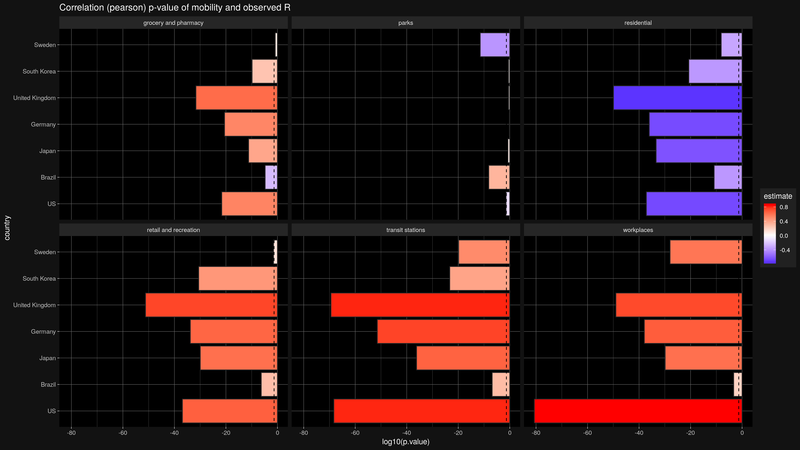 Correlation (pearson) p-value of mobility and observed R
grocery and pharmacy
parks
residential
Sweden
South Korea
United Kingdom
Germany
Japan
Brazil
US
country
retail and recreation
transit stations
workplaces
Sweden
South Korea
United Kingdom
Germany
Japan
Brazil
US
-80 -60 -40 -20 0
-80 -60 -40 -20 0
-80 -60 -40 -20 0
log10(p.value)
estimate
0.8
0.4
0.0
-0.4